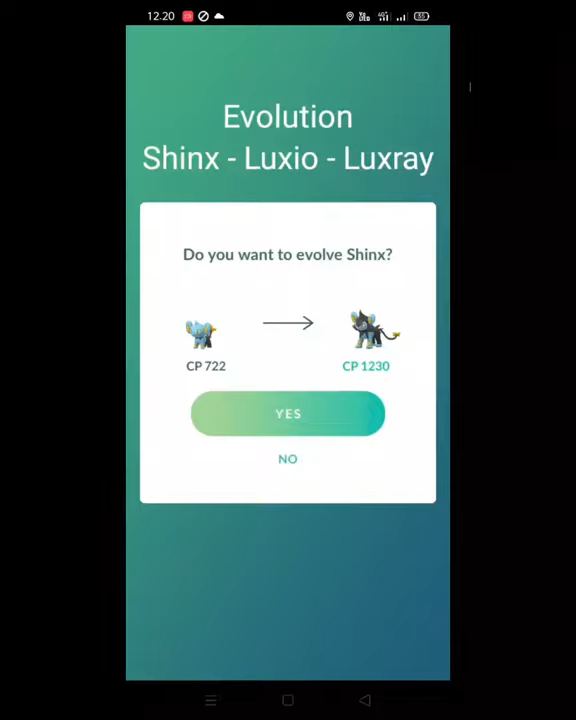 12.20
Evolution
Shinx - Luxio - Luxray
Do you want to evolve Shinx?
CP 722
CP 1230
YES
NO